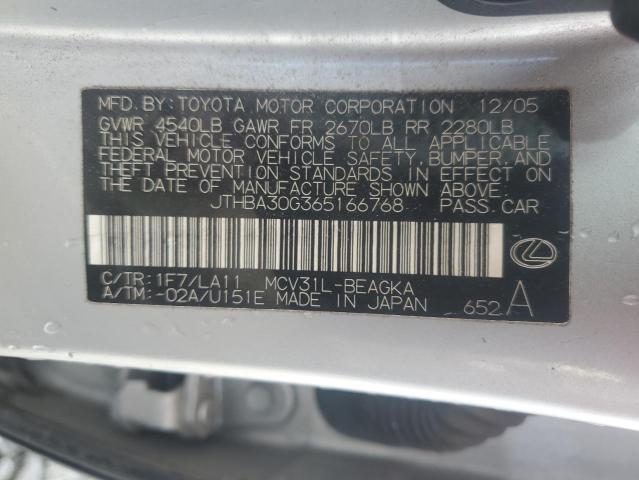 MFD. BY: TOYOTA MOTOR CORPORATION 12/05
GVWR 4540LB GAWR FR 2670LB RR 2280LB
THIS VEHICLE CONFORMS TO ALL APPLICABLE
FEDERAL MOTOR VEHICLE SAFETY, BUMPER, AND
THEFT PREVENTION STANDARDS IN EFFECT ON
THE DATE OF MANUFACTURE SHOWN ABOVE.
JTHBA30G365166768 PASS. CAR
C/TR: 1F7/LA11 MCV31L-BEAGKA
A/TM: -02A/U151E MADE IN JAPAN 652 A